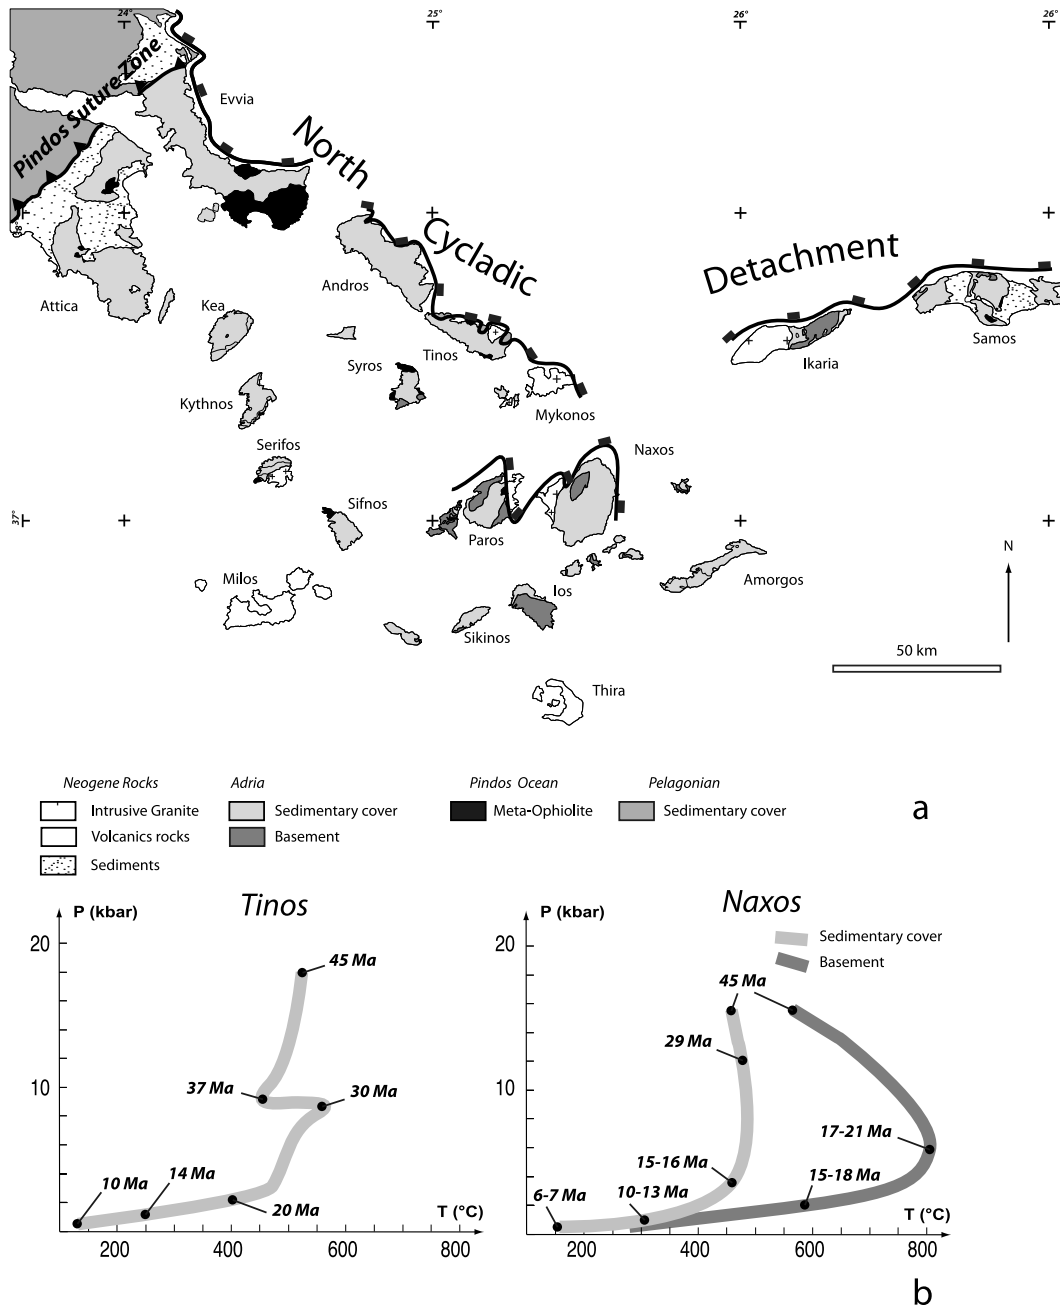 24°
25°
26°
26°
Pindos Suture Zone
Evvia
North
Cycladic
Detachment
38°
Attica
Kea
Andros
Tinos
Syros
Mykonos
Ikaria
Samos
Kythnos
Serifos
Sifnos
Naxos
Paros
37°
Milos
Ios
Amorgos
N
Sikinos
50 km
Thira
Neogene Rocks
Adria
Pindos Ocean
Pelagonian
Intrusive Granite
Sedimentary cover
Meta-Ophiolite
Sedimentary cover
a
Volcanics rocks
Basement
Sediments
Tinos
P (kbar)
20
10
45 Ma
37 Ma
30 Ma
10 Ma
14 Ma
20 Ma
T (°C)
200
400
600
800
Naxos
P (kbar)
Sedimentary cover
Basement
20
10
45 Ma
29 Ma
17-21 Ma
15-16 Ma
15-18 Ma
6-7 Ma
10-13 Ma
T (°C)
200
400
600
800
b